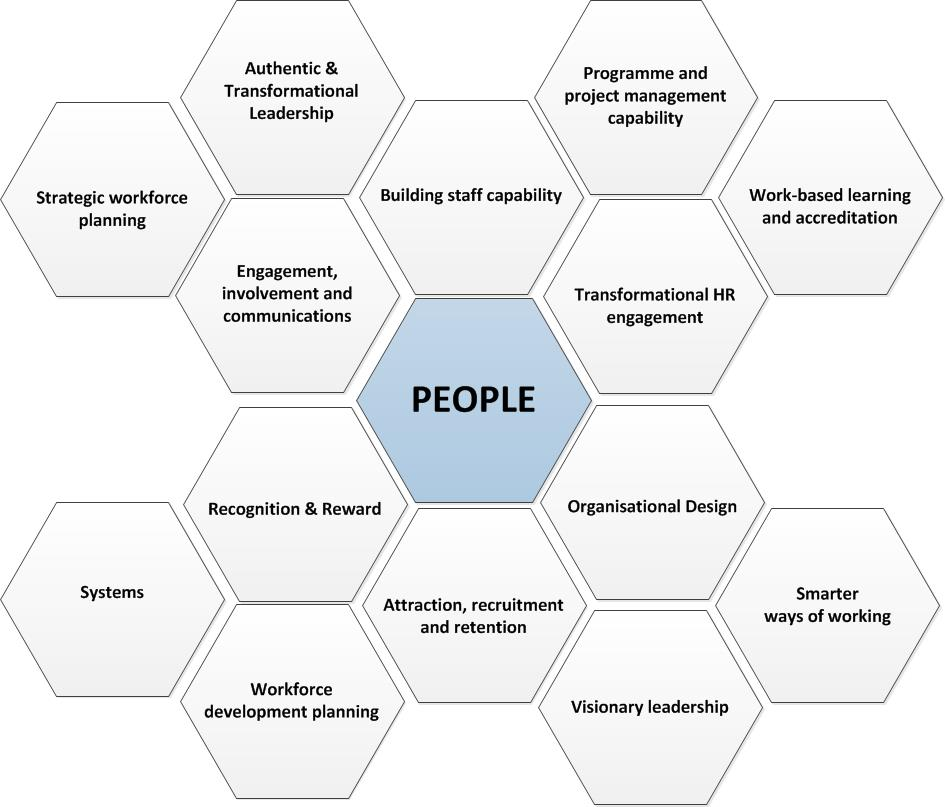 Authentic &
Transformational
Leadership
Programme and
project management
capability
Strategic workforce
planning
Building staff capability
Work-based learning
and accreditation
Engagement,
involvement and
communications
Transformational HR
engagement
PEOPLE
Recognition & Reward
Organisational Design
Systems
Attraction, recruitment
and retention
Smarter
ways of working
Workforce
development planning
Visionary leadership